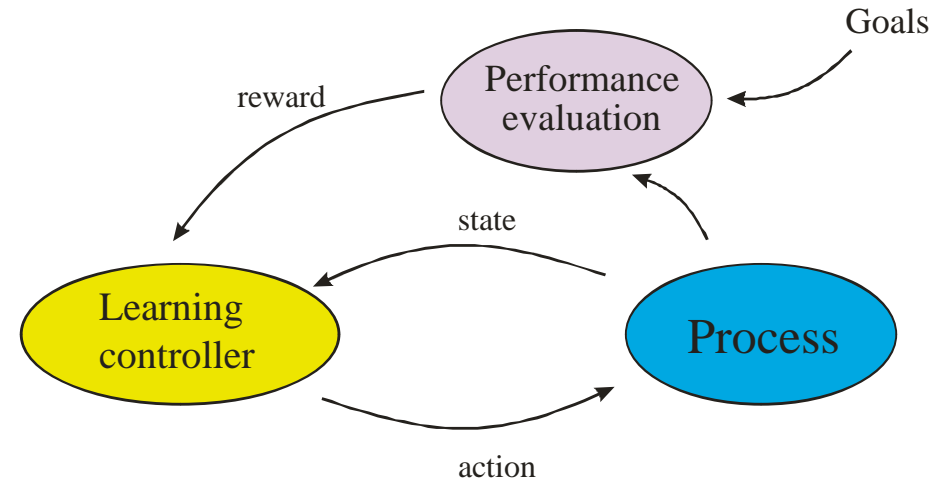 Goals
Performance
evaluation
reward
state
Learning
controller
Process
action